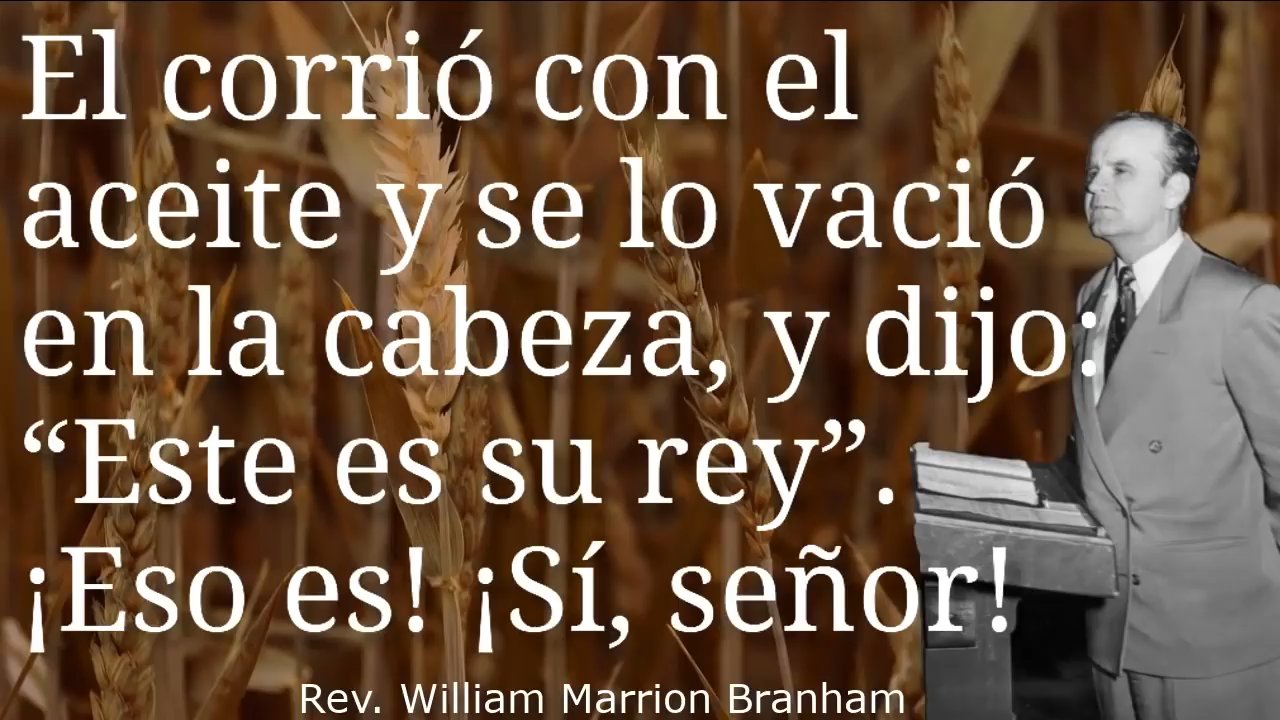 El corrió con el
aceite y se lo vació
en la cabeza, y dijo:
“Este es su rey”.
¡Eso es! ¡Sí, señor!
Rev. William Marrion Branham